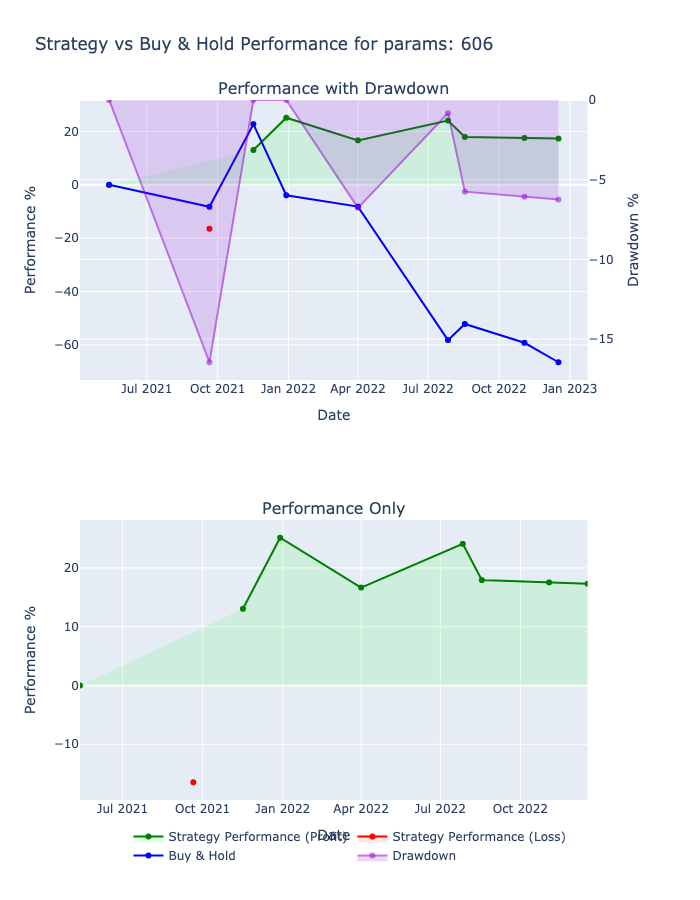 Strategy vs Buy & Hold Performance for params: 606
Performance with Drawdown
20
0
−20
−40
−60
Performance %
0
−5
−10
−15
Drawdown %
Jul 2021 Oct 2021 Jan 2022 Apr 2022 Jul 2022 Oct 2022 Jan 2023
Date
Performance Only
20
10
0
−10
Performance %
Jul 2021 Oct 2021 Jan 2022 Apr 2022 Jul 2022 Oct 2022
Date
Strategy Performance (Profit) Strategy Performance (Loss)
Buy & Hold Drawdown